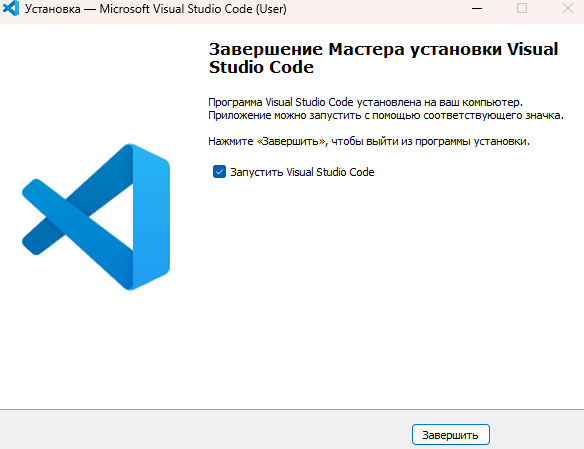 Установка — Microsoft Visual Studio Code (User)
Завершение Мастера установки Visual
Studio Code
Программа Visual Studio Code установлена на ваш компьютер.
Приложение можно запустить с помощью соответствующего значка.
Нажмите «Завершить», чтобы выйти из программы установки.
Запустить Visual Studio Code
Завершить